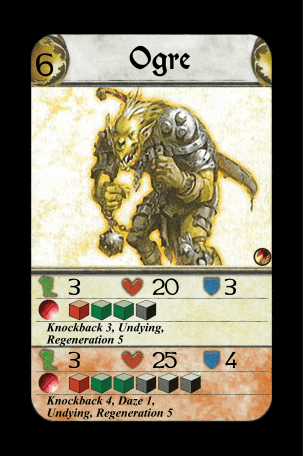 6 Ogre
3 20 3
Knockback 3, Undying,
Regeneration 5
3 25 4
Knockback 4, Daze 1,
Undying, Regeneration 5